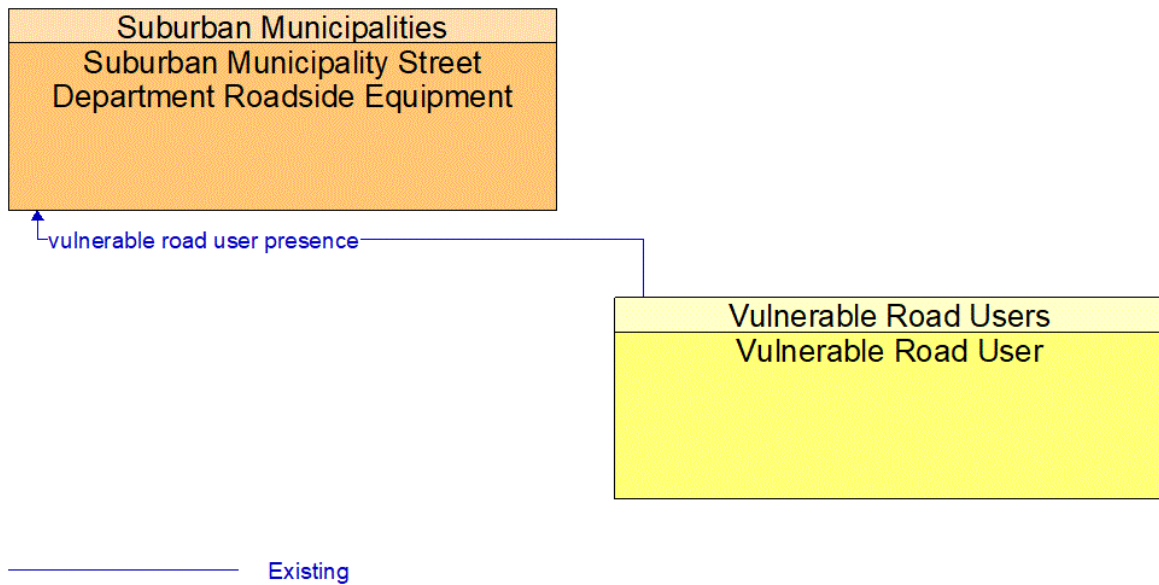 Suburban Municipalities
Suburban Municipality Street
Department Roadside Equipment
vulnerable road user presence
Vulnerable Road Users
Vulnerable Road User
Existing